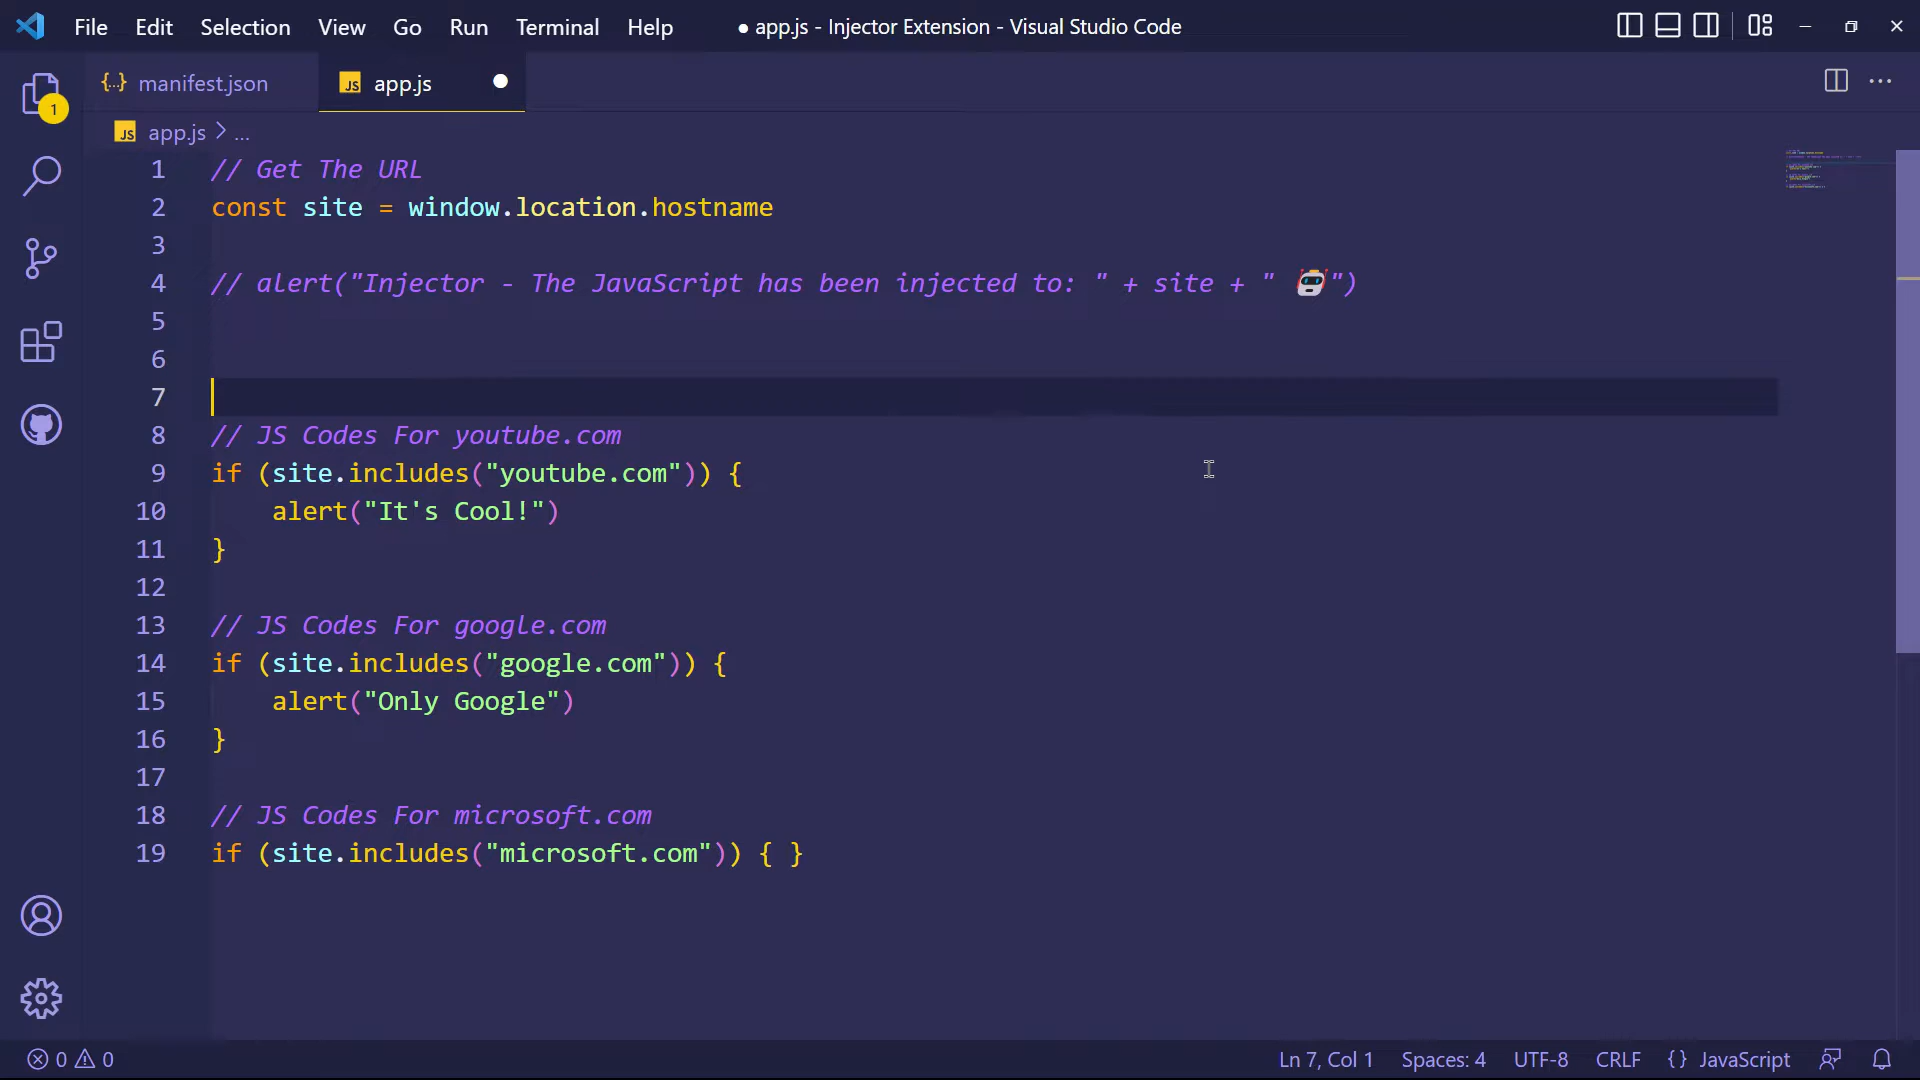 File Edit Selection View Go Run Terminal Help ● app.js - Injector Extension - Visual Studio Code
{..} manifest.json JS app.js
1
JS app.js > ...
1 // Get The URL
2 const site = window.location.hostname
3
4 // alert("Injector - The JavaScript has been injected to: " + site + " 🤖")
5
6
7
8 // JS Codes For youtube.com
9 if (site.includes("youtube.com")) {
10 alert("It's Cool!")
11 }
12
13 // JS Codes For google.com
14 if (site.includes("google.com")) {
15 alert("Only Google")
16 }
17
18 // JS Codes For microsoft.com
19 if (site.includes("microsoft.com")) { }
0 0 Ln 7, Col 1 Spaces: 4 UTF-8 CRLF {} JavaScript